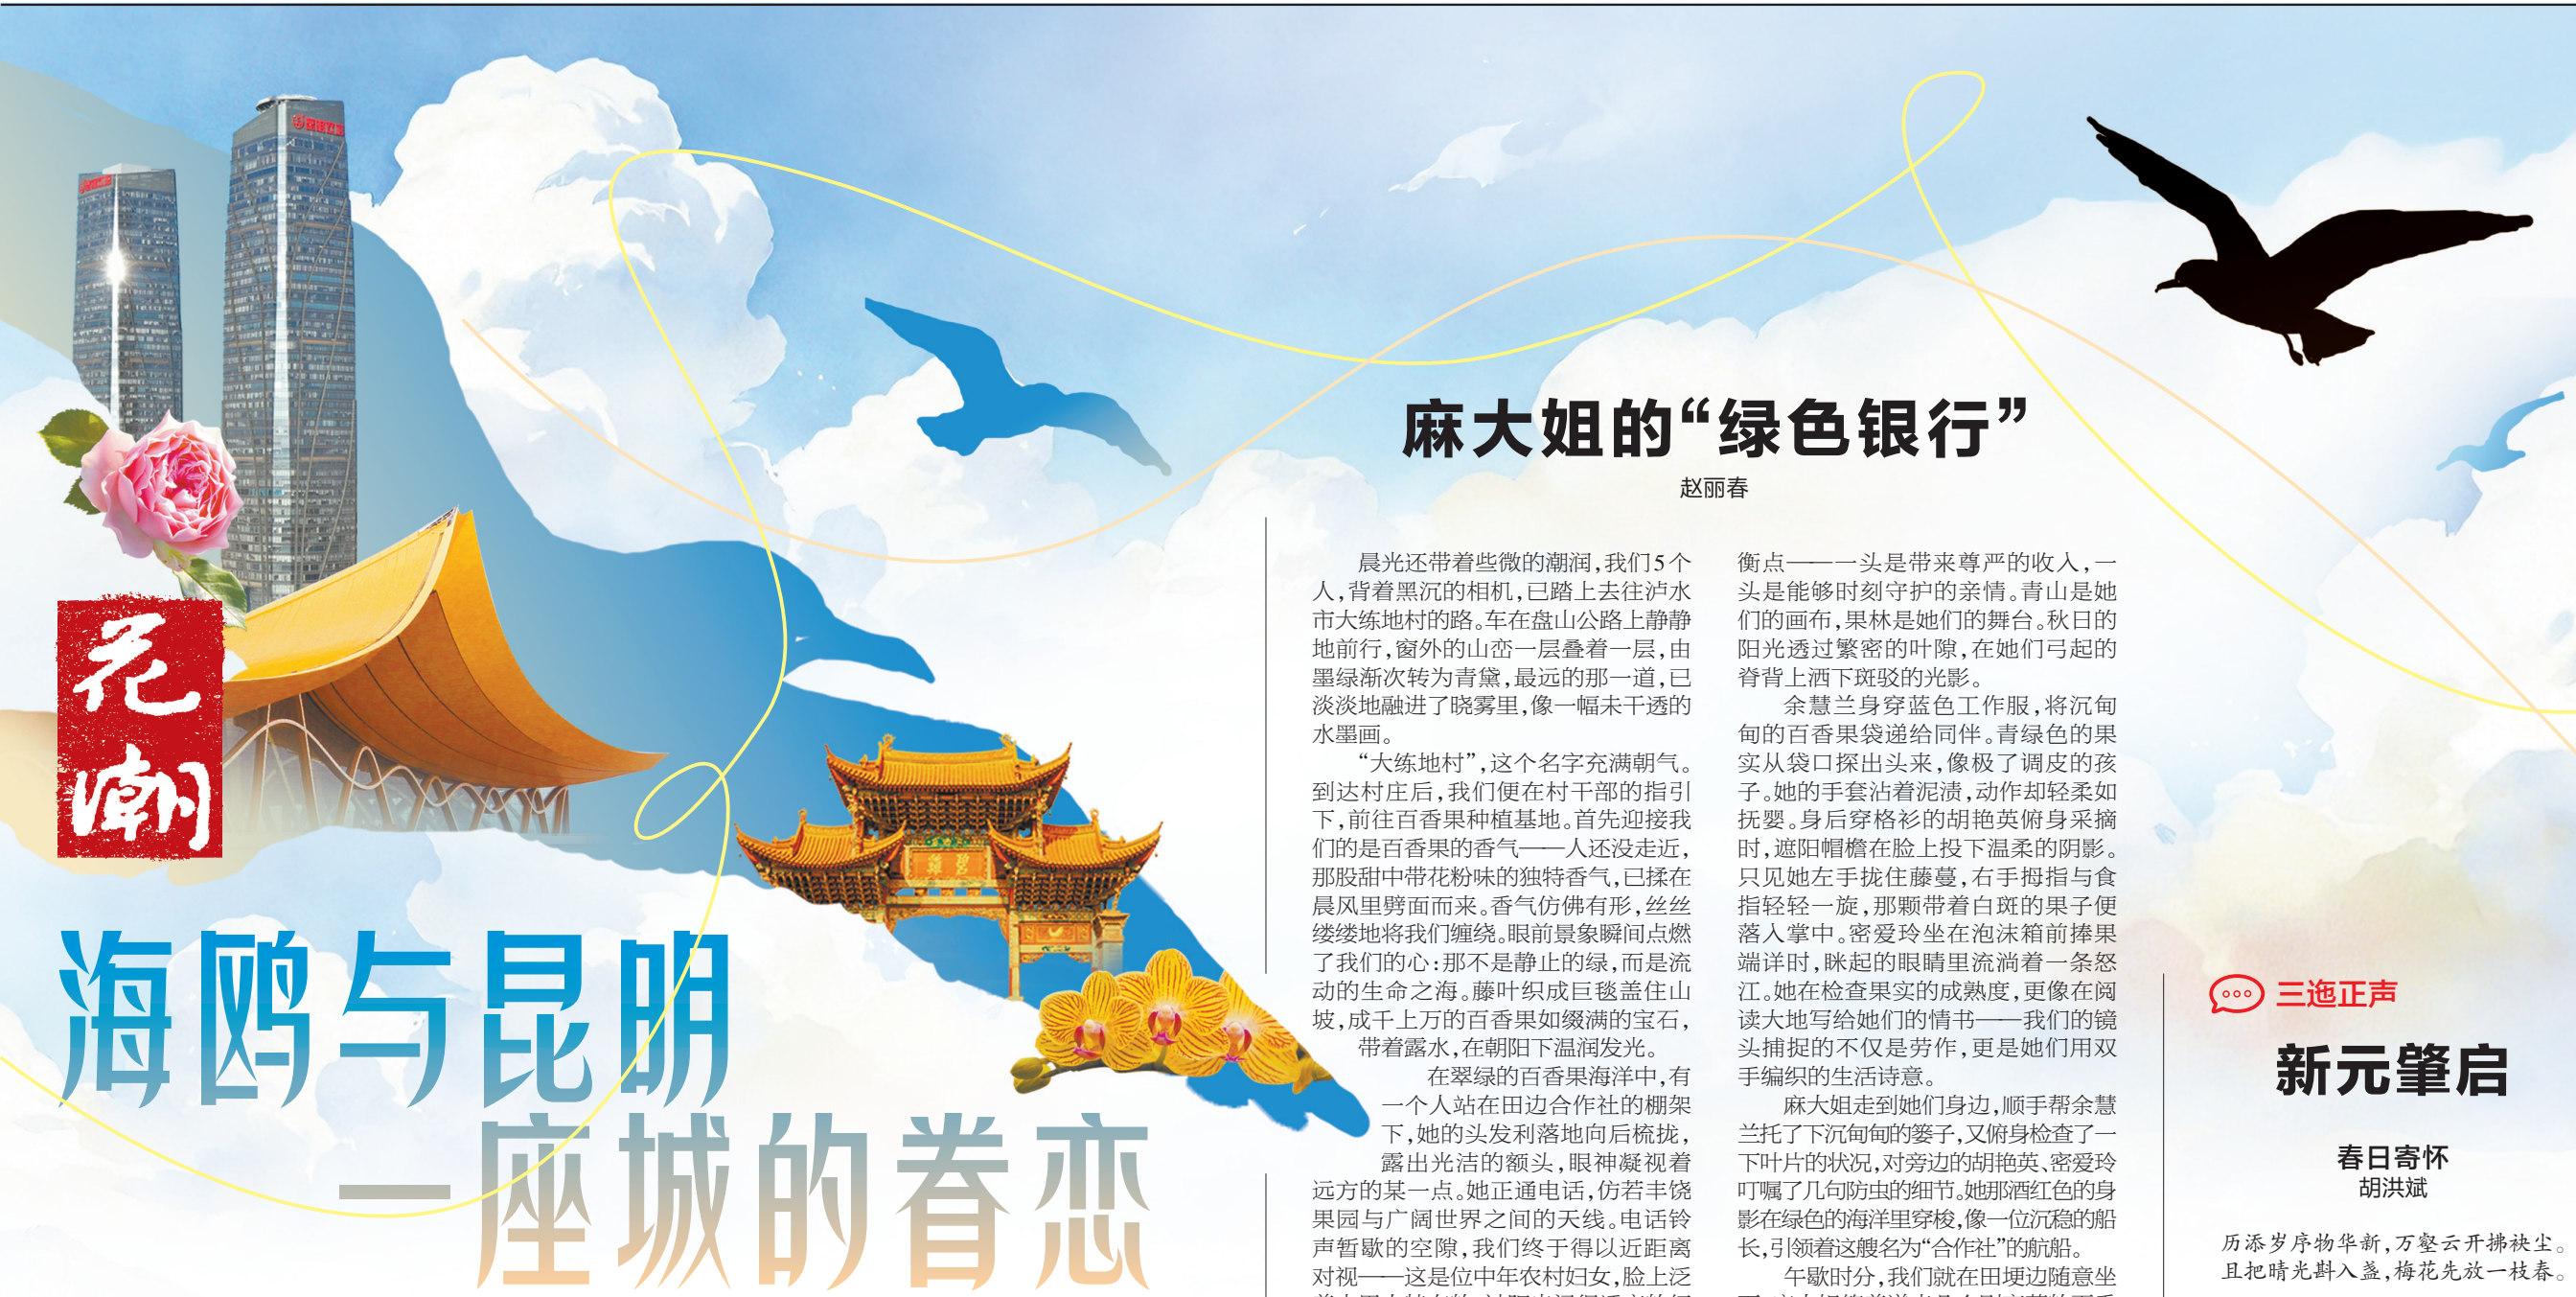 花潮
海鸥与昆明
一座城的眷恋
麻大姐的“绿色银行”
赵丽春
晨光还带着些微的潮润,我们5个
人,背着黑沉的相机,已踏上去往泸水
市大练地村的路。车在盘山公路上静静
地前行,窗外的山峦一层叠着一层,由
墨绿渐次转为青黛,最远的那一道,已
淡淡地融进了晓雾里,像一幅未干透的
水墨画。
“大练地村”,这个名字充满朝气。
到达村庄后,我们便在村干部的指引
下,前往百香果种植基地。首先迎接我
们的是百香果的香气——人还没走近,
那股甜中带花粉味的独特香气,已揉在
晨风里劈面而来。香气仿佛有形,丝丝
缕缕地将我们缠绕。眼前景象瞬间点燃
了我们的心:那不是静止的绿,而是流
动的生命之海。藤叶织成巨毯盖住山
坡,成千上万的百香果如缀满的宝石,
带着露水,在朝阳下温润发光。
在翠绿的百香果海洋中,有
一个人站在田边合作社的棚架
下,她的头发利落地向后梳拢,
露出光洁的额头,眼神凝视着
远方的某一点。她正通电话,仿若丰饶
果园与广阔世界之间的天线。电话铃
声暂歇的空隙,我们终于得以近距离
对视——这是位中年农村妇女,脸上泛
衡点——一头是带来尊严的收入,一
头是能够时刻守护的亲情。青山是她
们的画布,果林是她们的舞台。秋日的
阳光透过繁密的叶隙,在她们弓起的
脊背上洒下斑驳的光影。
余慧兰身穿蓝色工作服,将沉甸
甸的百香果袋递给同伴。青绿色的果
实从袋口探出头来,像极了调皮的孩
子。她的手套沾着泥渍,动作却轻柔如
抚婴。身后穿格衫的胡艳英俯身采摘
时,遮阳帽檐在脸上投下温柔的阴影。
只见她左手拢住藤蔓,右手拇指与食
指轻轻一旋,那颗带着白斑的果子便
落入掌中。密爱玲坐在泡沫箱前捧果
端详时,眯起的眼睛里流淌着一条怒
江。她在检查果实的成熟度,更像在阅
读大地写给她们的情书——我们的镜
头捕捉的不仅是劳作,更是她们用双
手编织的生活诗意。
麻大姐走到她们身边,顺手帮余慧
兰托了下沉甸甸的篓子,又俯身检查了一
下叶片的状况,对旁边的胡艳英、密爱玲
叮嘱了几句防虫的细节。她那酒红色的身
影在绿色的海洋里穿梭,像一位沉稳的船
长,引领着这艘名为“合作社”的航船。
午歇时分,我们就在田埂边随意坐
三迤正声
新元肇启
春日寄怀
胡洪斌
历添岁序物华新,万壑云开拂袂尘。
且把晴光斟入盏,梅花先放一枝春。